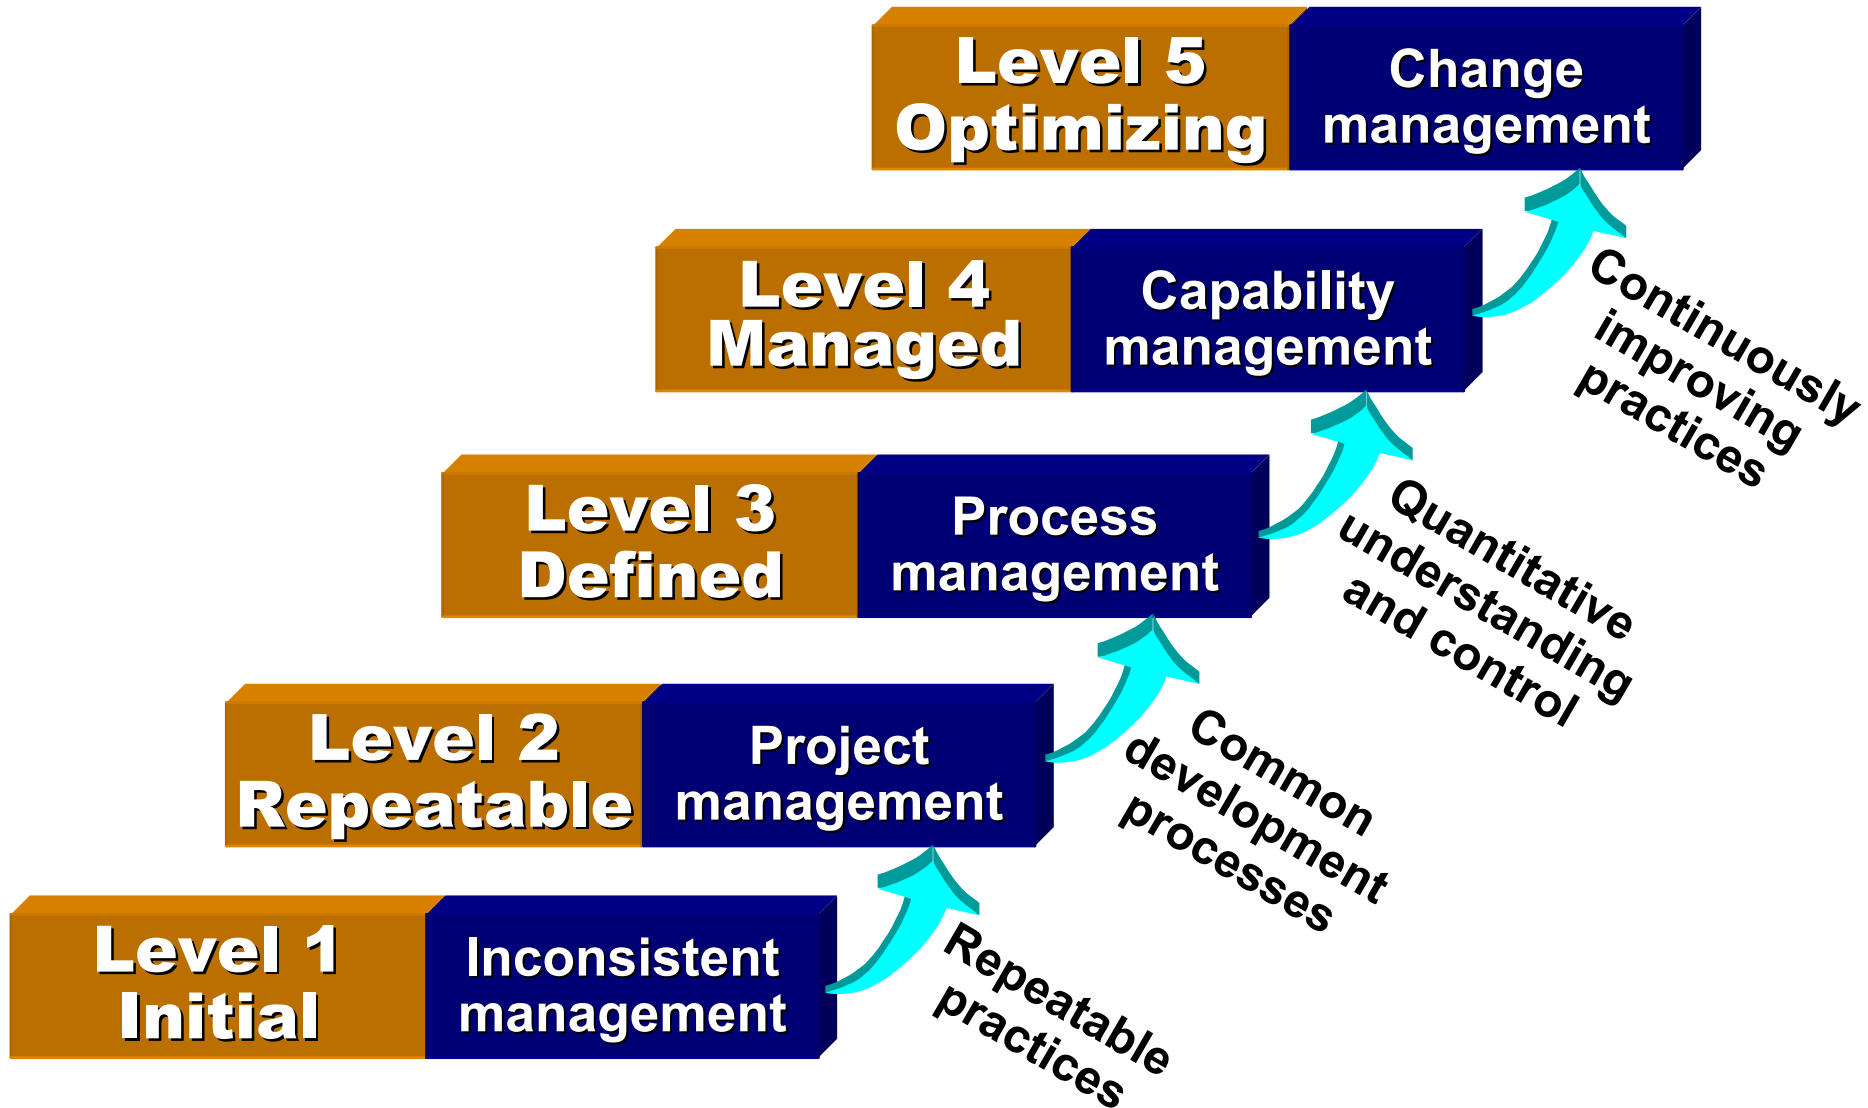 Level 5
Optimizing
Change
management
Level 4
Managed
Capability
management
Continuously
improving
practices
Level 3
Defined
Process
management
Quantitative
understanding
and control
Level 2
Repeatable
Project
management
Common
development
processes
Level 1
Initial
Inconsistent
management
Repeatable
practices